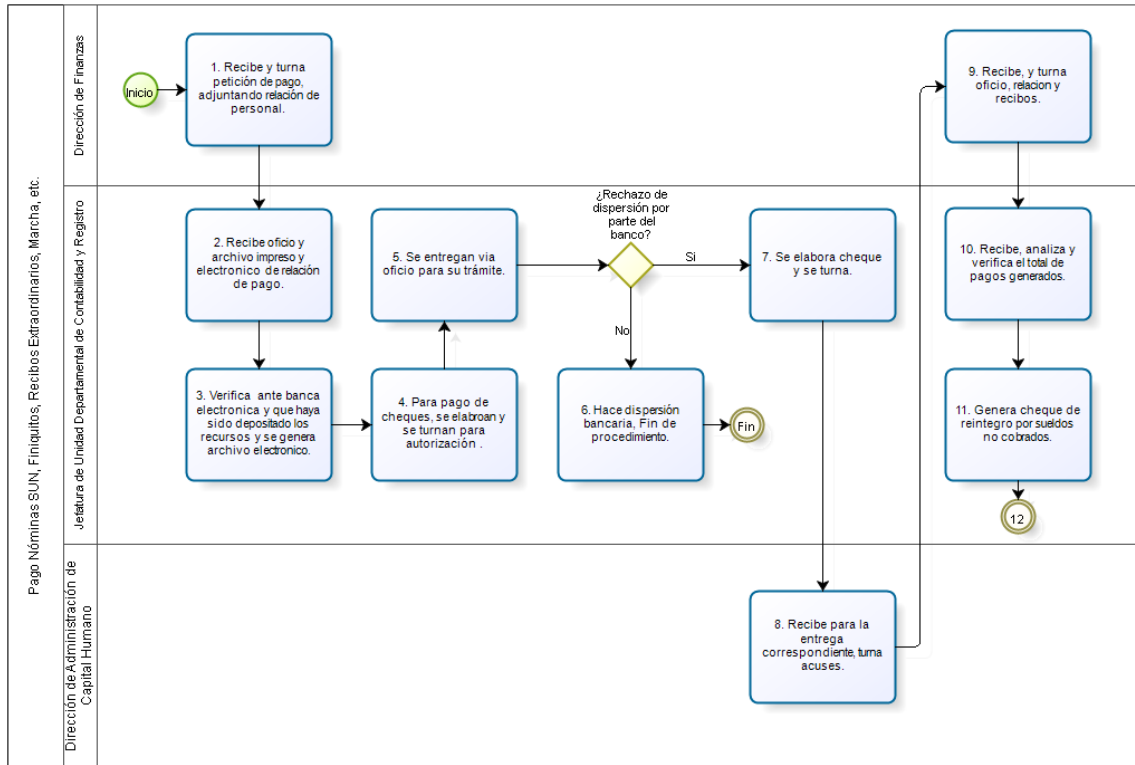 Pago Nóminas SUN, Finiquitos, Recibos Extraordinarios, Marcha, etc.
Dirección de Finanzas
Inicio
1. Recibe y turna
petición de pago,
adjuntando relación de
personal.
9. Recibe, y turna
oficio, relacion y
recibos.
Jefatura de Unidad Departamental de Contabilidad y Registro
2. Recibe oficio y
archivo impreso y
electronico de relación
de pago.
3. Verifica ante banca
electronica y que haya
sido depositado los
recursos y se genera
archivo electronico.
4. Para pago de
cheques, se elabroan y
se turnan para
autorización .
5. Se entregan via
oficio para su trámite.
¿Rechazo de
dispersión por
parte del
banco?
Si
No
6. Hace dispersión
bancaria, Fin de
procedimiento.
Fin
7. Se elabora cheque
y se turna.
10. Recibe, analiza y
verifica el total de
pagos generados.
11. Genera cheque de
reintegro por sueldos
no cobrados.
12
Dirección de Administración de
Capital Humano
8. Recibe para la
entrega
correspondiente, turna
acuses.